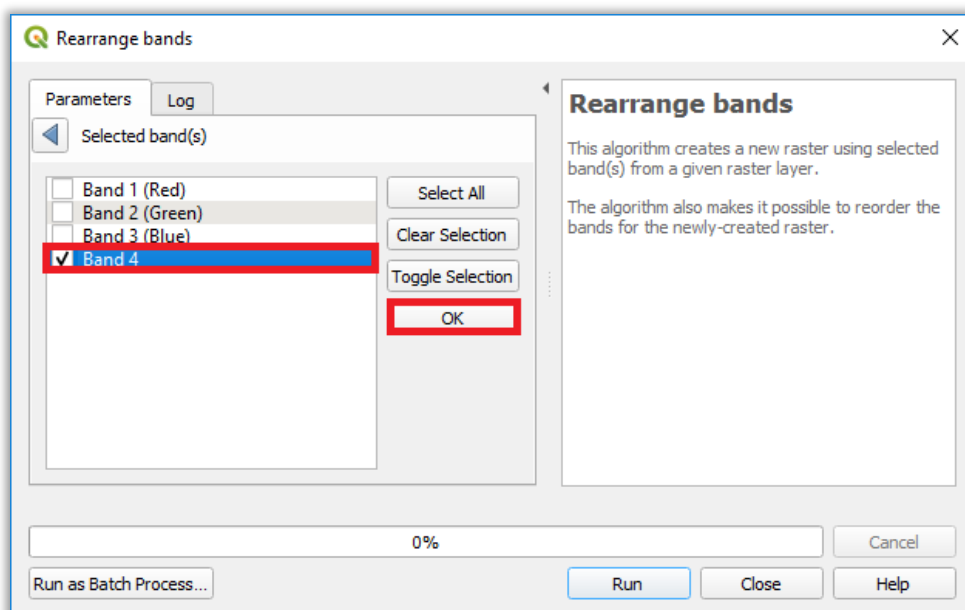 Rearrange bands
Parameters
Log
Selected band(s)
Band 1 (Red)
Band 2 (Green)
Band 3 (Blue)
Band 4
Select All
Clear Selection
Toggle Selection
OK
Rearrange bands
This algorithm creates a new raster using selected
band(s) from a given raster layer.
The algorithm also makes it possible to reorder the
bands for the newly-created raster.
0%
Cancel
Run as Batch Process...
Run
Close
Help